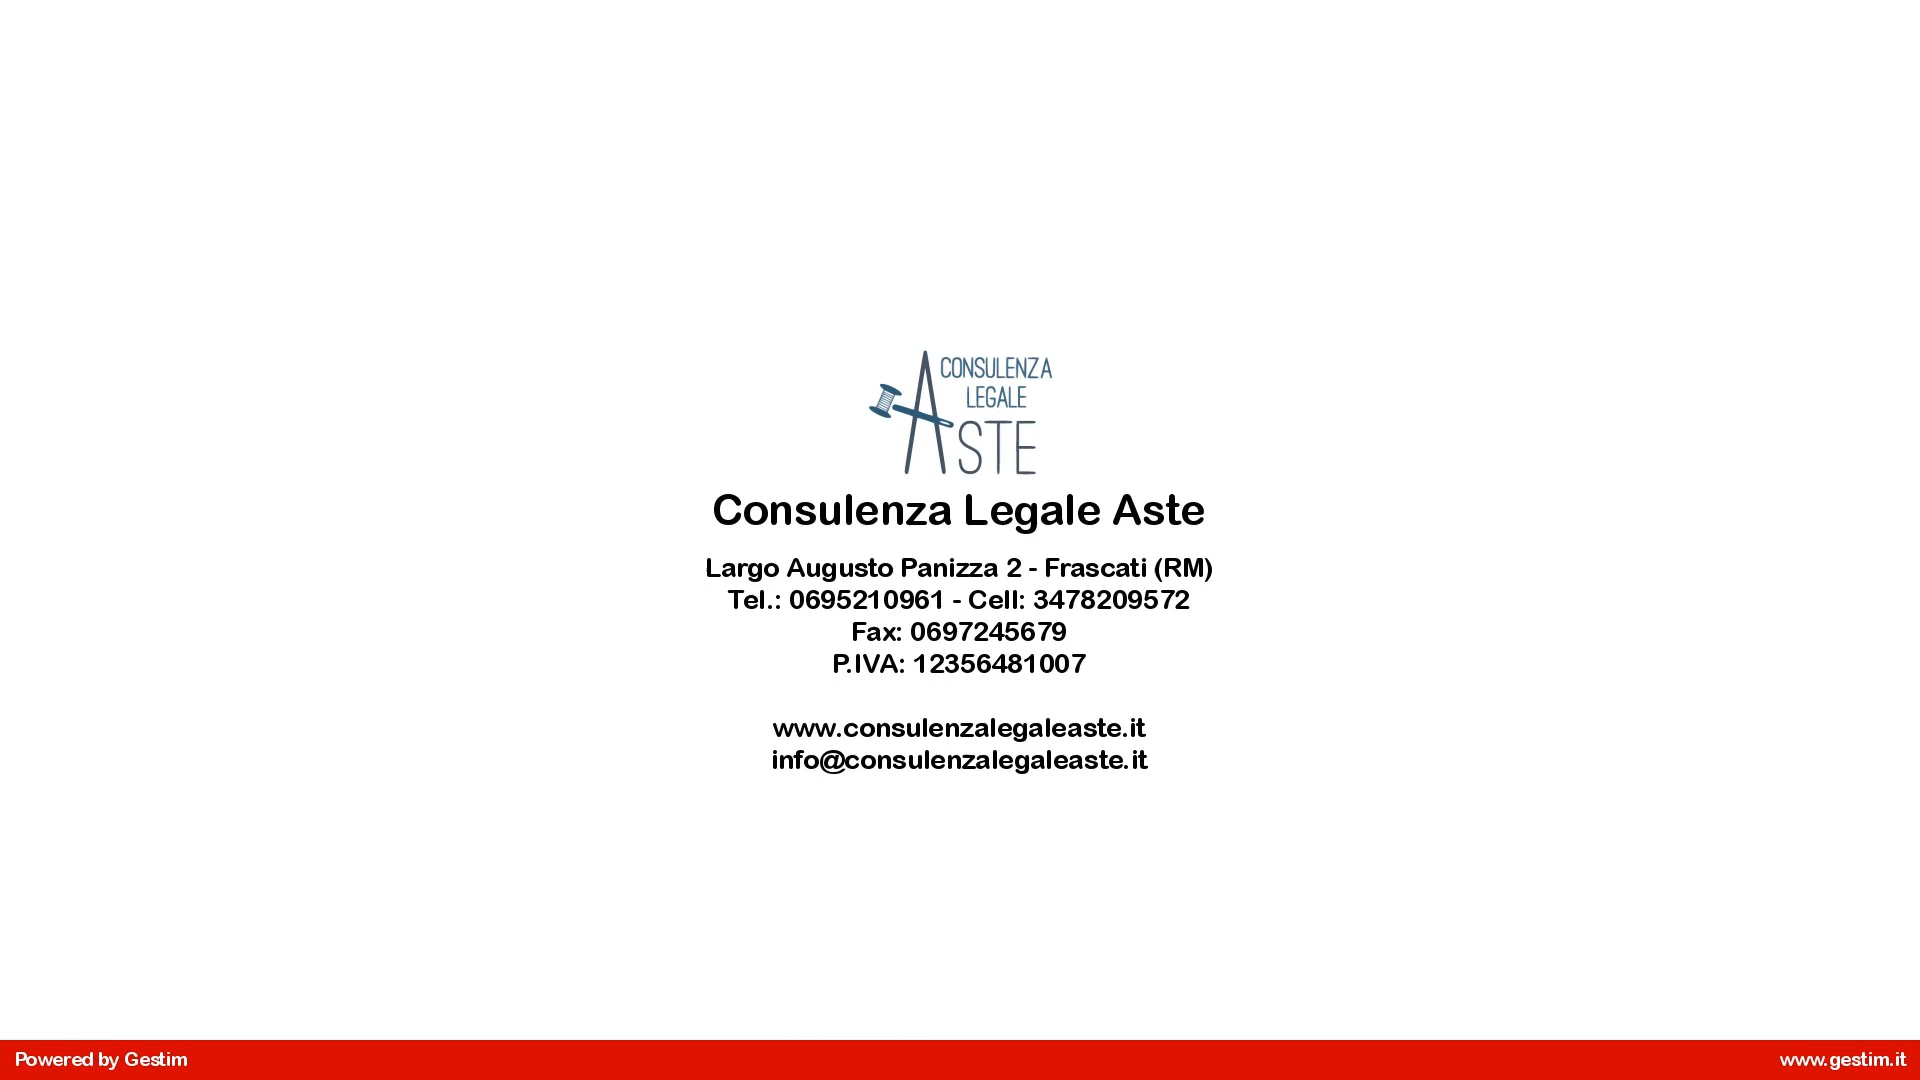 CONSULENZA
LEGALE
ASTE
Consulenza Legale Aste
Largo Augusto Panizza 2 - Frascati (RM)
Tel.: 0695210961 - Cell: 3478209572
Fax: 0697245679
P.IVA: 12356481007
www.consulenzalegaleaste.it
info@consulenzalegaleaste.it
Powered by Gestim
www.gestim.it